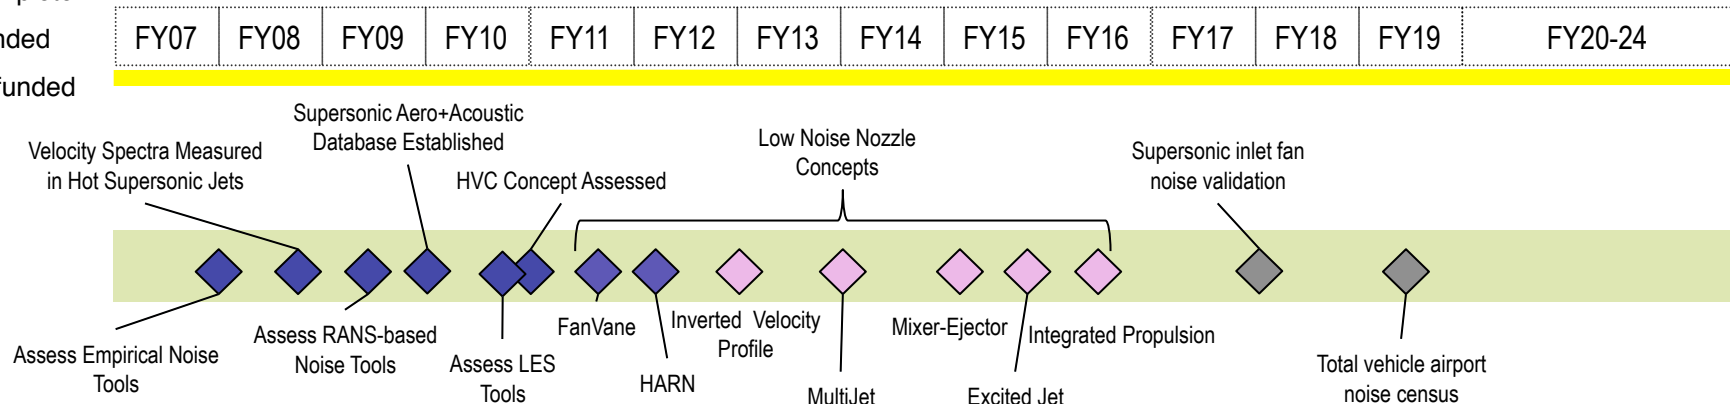 FY07 FY08 FY09 FY10 FY11 FY12 FY13 FY14 FY15 FY16 FY17 FY18 FY19 FY20-24
Supersonic Aero+Acoustic
Database Established
Velocity Spectra Measured
in Hot Supersonic Jets
HVC Concept Assessed
Low Noise Nozzle
Concepts
Supersonic inlet fan
noise validation
Assess Empirical Noise
Tools
Assess RANS-based
Noise Tools
Assess LES
Tools
FanVane
HARN
Inverted Velocity
Profile
MultiJet
Mixer-Ejector
Excited Jet
Integrated Propulsion
Total vehicle airport
noise census